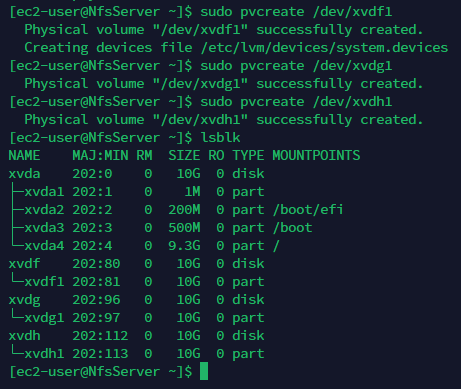 [ec2-user@NfsServer ~]$ sudo pvcreate /dev/xvdf1
  Physical volume "/dev/xvdf1" successfully created.
  Creating devices file /etc/lvm/devices/system.devices
[ec2-user@NfsServer ~]$ sudo pvcreate /dev/xvdg1
  Physical volume "/dev/xvdg1" successfully created.
[ec2-user@NfsServer ~]$ sudo pvcreate /dev/xvdh1
  Physical volume "/dev/xvdh1" successfully created.
[ec2-user@NfsServer ~]$ lsblk
NAME    MAJ:MIN RM  SIZE RO TYPE MOUNTPOINTS
xvda    202:0    0   10G  0 disk
├─xvda1 202:1    0    1M  0 part
├─xvda2 202:2    0  200M  0 part /boot/efi
├─xvda3 202:3    0  500M  0 part /boot
└─xvda4 202:4    0  9.3G  0 part /
xvdf    202:80   0   10G  0 disk
└─xvdf1 202:81   0   10G  0 part
xvdg    202:96   0   10G  0 disk
└─xvdg1 202:97   0   10G  0 part
xvdh    202:112  0   10G  0 disk
└─xvdh1 202:113  0   10G  0 part
[ec2-user@NfsServer ~]$